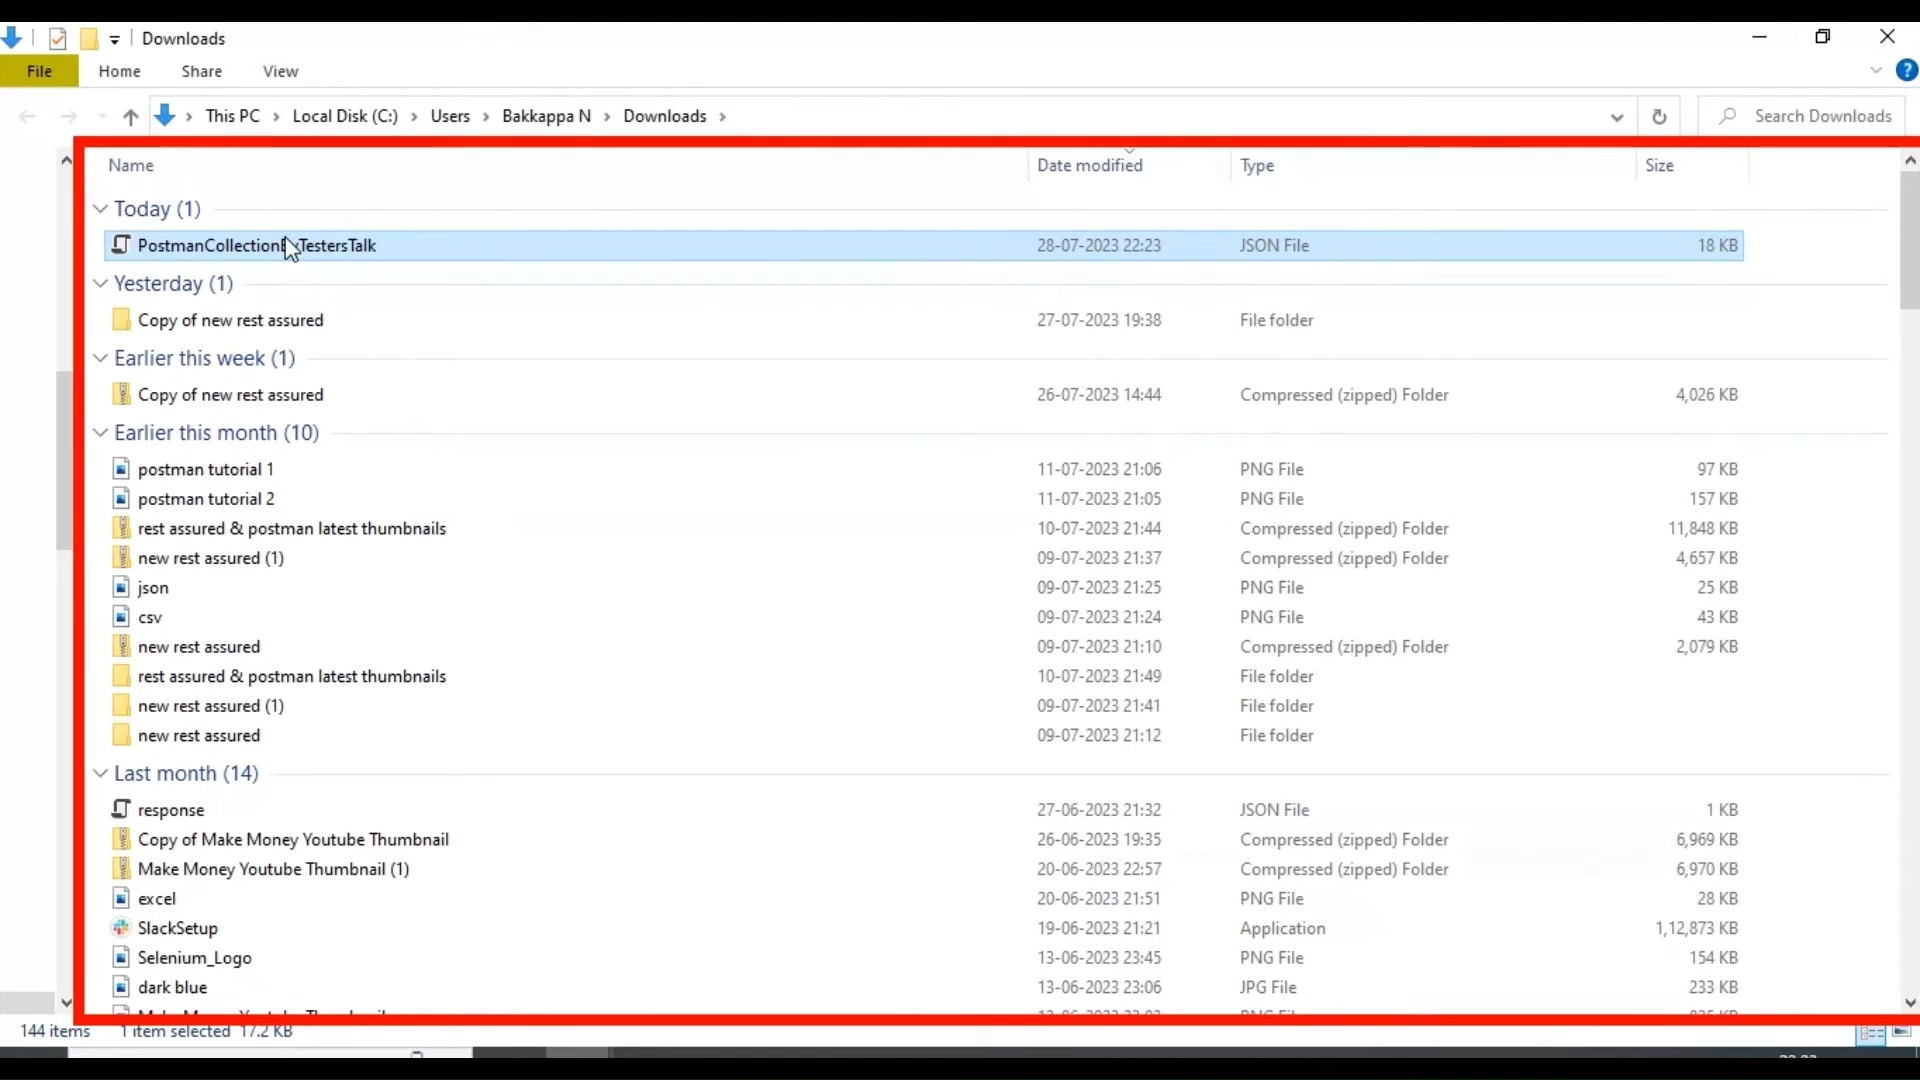 Downloads
File Home Share View
This PC > Local Disk (C:) > Users > Bakkappa N > Downloads > Search Downloads
Name Date modified Type Size
Today (1)
PostmanCollection TestersTalk 28-07-2023 22:23 JSON File 18 KB
Yesterday (1)
Copy of new rest assured 27-07-2023 19:38 File folder
Earlier this week (1)
Copy of new rest assured 26-07-2023 14:44 Compressed (zipped) Folder 4,026 KB
Earlier this month (10)
postman tutorial 1 11-07-2023 21:06 PNG File 97 KB
postman tutorial 2 11-07-2023 21:05 PNG File 157 KB
rest assured & postman latest thumbnails 10-07-2023 21:44 Compressed (zipped) Folder 11,848 KB
new rest assured (1) 09-07-2023 21:37 Compressed (zipped) Folder 4,657 KB
json 09-07-2023 21:25 PNG File 25 KB
csv 09-07-2023 21:24 PNG File 43 KB
new rest assured 09-07-2023 21:10 Compressed (zipped) Folder 2,079 KB
rest assured & postman latest thumbnails 10-07-2023 21:49 File folder
new rest assured (1) 09-07-2023 21:41 File folder
new rest assured 09-07-2023 21:12 File folder
Last month (14)
response 27-06-2023 21:32 JSON File 1 KB
Copy of Make Money Youtube Thumbnail 26-06-2023 19:35 Compressed (zipped) Folder 6,969 KB
Make Money Youtube Thumbnail (1) 20-06-2023 22:57 Compressed (zipped) Folder 6,970 KB
excel 20-06-2023 21:51 PNG File 28 KB
SlackSetup 19-06-2023 21:21 Application 1,12,873 KB
Selenium_Logo 13-06-2023 23:45 PNG File 154 KB
dark blue 13-06-2023 23:06 JPG File 233 KB
144 items 1 item selected 17.2 KB